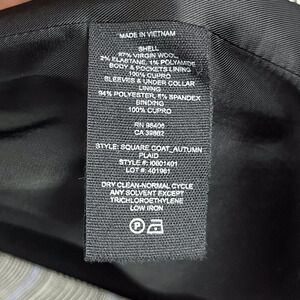 MADE IN VIETNAM
SHELL
97% VIRGIN WOOL,
2% ELASTANE, 1% POLYAMIDE
BODY & POCKETS LINING
100% CUPRO
SLEEVES & UNDER COLLAR
LINING
94% POLYESTER, 6% SPANDEX
BINDING
100% CUPRO
RN 98406
CA 39882
STYLE: SQUARE COAT_AUTUMN
PLAID
STYLE #: I0601401
LOT #: 401961
DRY CLEAN-NORMAL CYCLE
ANY SOLVENT EXCEPT
TRICHLOROETHYLENE
LOW IRON
P